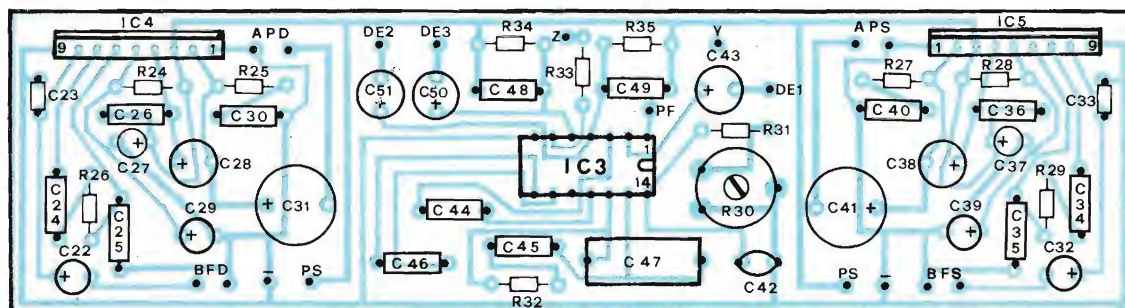 IC4
9
1
APD
DE2
DE3
R34
Z
R35
Y
C43
APS
IC5
1
9
C23
R24
R25
C51
C50
C48
R33
C49
PF
DE1
R27
R28
C33
C26
C30
C40
C36
C27
C28
IC3
1
14
R31
C38
C37
C24
R26
C25
C29
C31
C44
R30
C41
C39
C35
R29
C34
C22
BFD
-
PS
C46
C45
R32
C47
C42
PS
-
BFS
C32
+
+
+
+
+
+
+
+
+
+
+
+
+